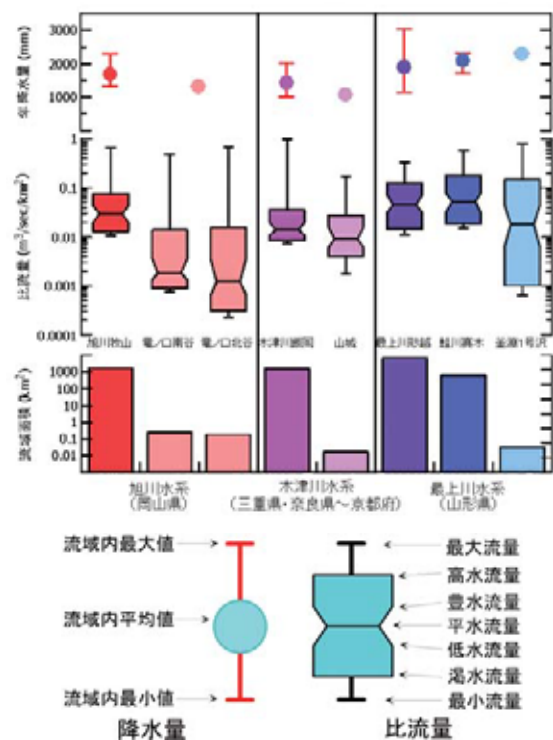 年降水量 (mm)
3000
2000
1000
比流量 (m³/sec/km²)
1
0.1
0.01
0.001
0.0001
旭川牧山 竜ノ口南谷 竜ノ口北谷 山城 最上川砂越 鮭川真木 釜淵1号沢
流域面積 (km²)
1000
100
10
1
0.1
0.01
旭川水系 木津川水系 最上川水系
(岡山県) (三重県・奈良県〜京都府) (山形県)
流域内最大値
流域内平均値
流域内最小値
降水量
最大流量
高水流量
豊水流量
平水流量
低水流量
渇水流量
最小流量
比流量